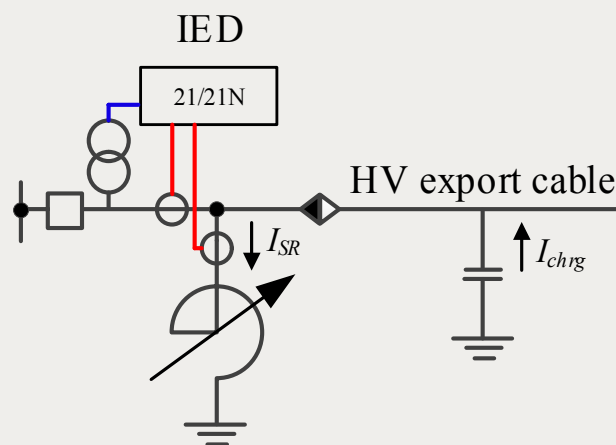 IED
21/21N
HV export cable
I_SR
I_chrg